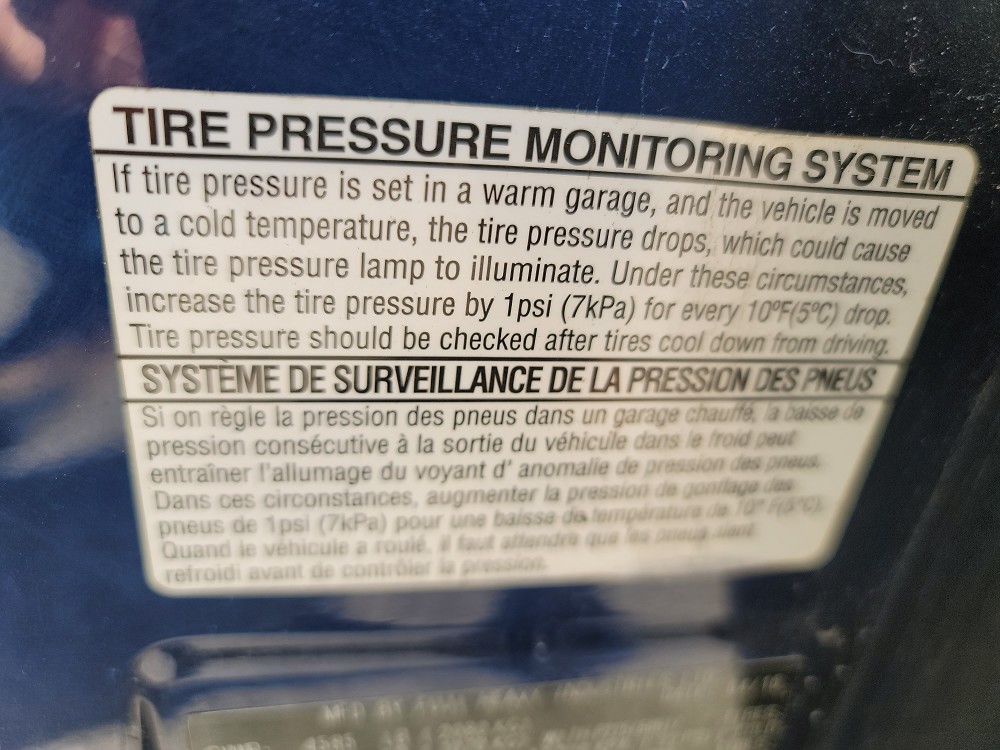 TIRE PRESSURE MONITORING SYSTEM
If tire pressure is set in a warm garage, and the vehicle is moved
to a cold temperature, the tire pressure drops, which could cause
the tire pressure lamp to illuminate. Under these circumstances,
increase the tire pressure by 1psi (7kPa) for every 10ºF(5ºC) drop.
Tire pressure should be checked after tires cool down from driving.
SYSTÈME DE SURVEILLANCE DE LA PRESSION DES PNEUS
Si on règle la pression des pneus dans un garage chauffé, la baisse de
pression consécutive à la sortie du véhicule dans le froid peut
entraîner l'allumage du voyant d' anomalie de pression des pneus.
Dans ces circonstances, augmenter la pression de gonflage des
pneus de 1psi (7kPa) pour une baisse de température de 10º F(5ºC).
Quand le véhicule a roulé, il faut attendre que les pneus aient
refroidi avant de contrôler la pression.
MFD BY HEAVY INDUSTRIES
4585